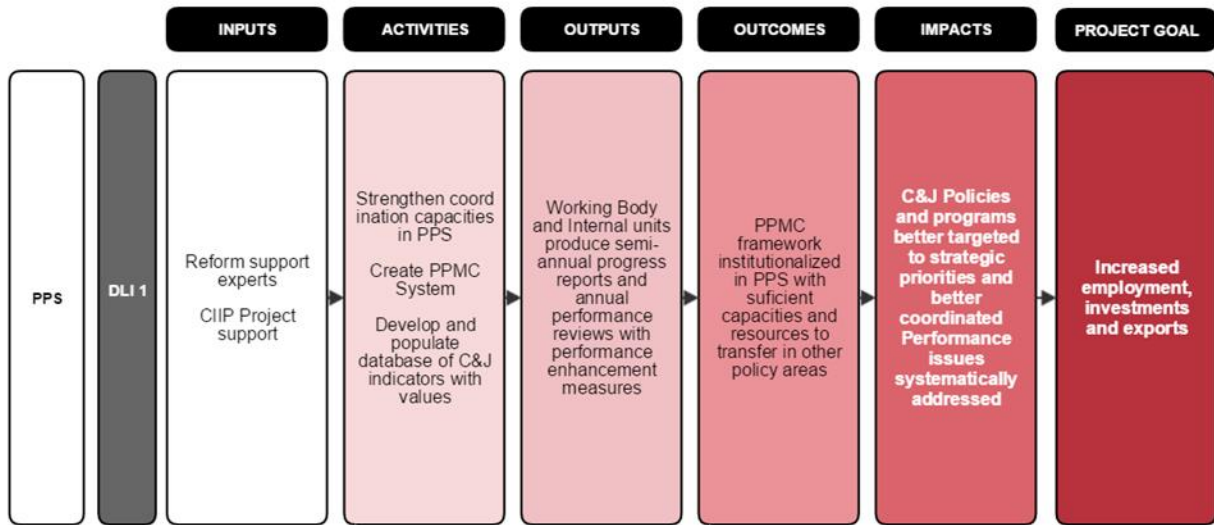 INPUTS
ACTIVITIES
OUTPUTS
OUTCOMES
IMPACTS
PROJECT GOAL
PPS
DLI 1
Reform support
experts
CIIP Project
support
Strengthen coord
ination capacities
in PPS
Create PPMC
System
Develop and
populate
database of C&J
indicators with
values
Working Body
and Internal units
produce semi-
annual progress
reports and
annual
performance
reviews with
performance
enhancement
measures
PPMC
framework
institutionalized
in PPS with
suficient
capacities and
resources to
transfer in other
policy areas
C&J Policies
and programs
better targeted
to strategic
priorities and
better
coordinated
Performance
issues
systematically
addressed
Increased
employment,
investments
and exports